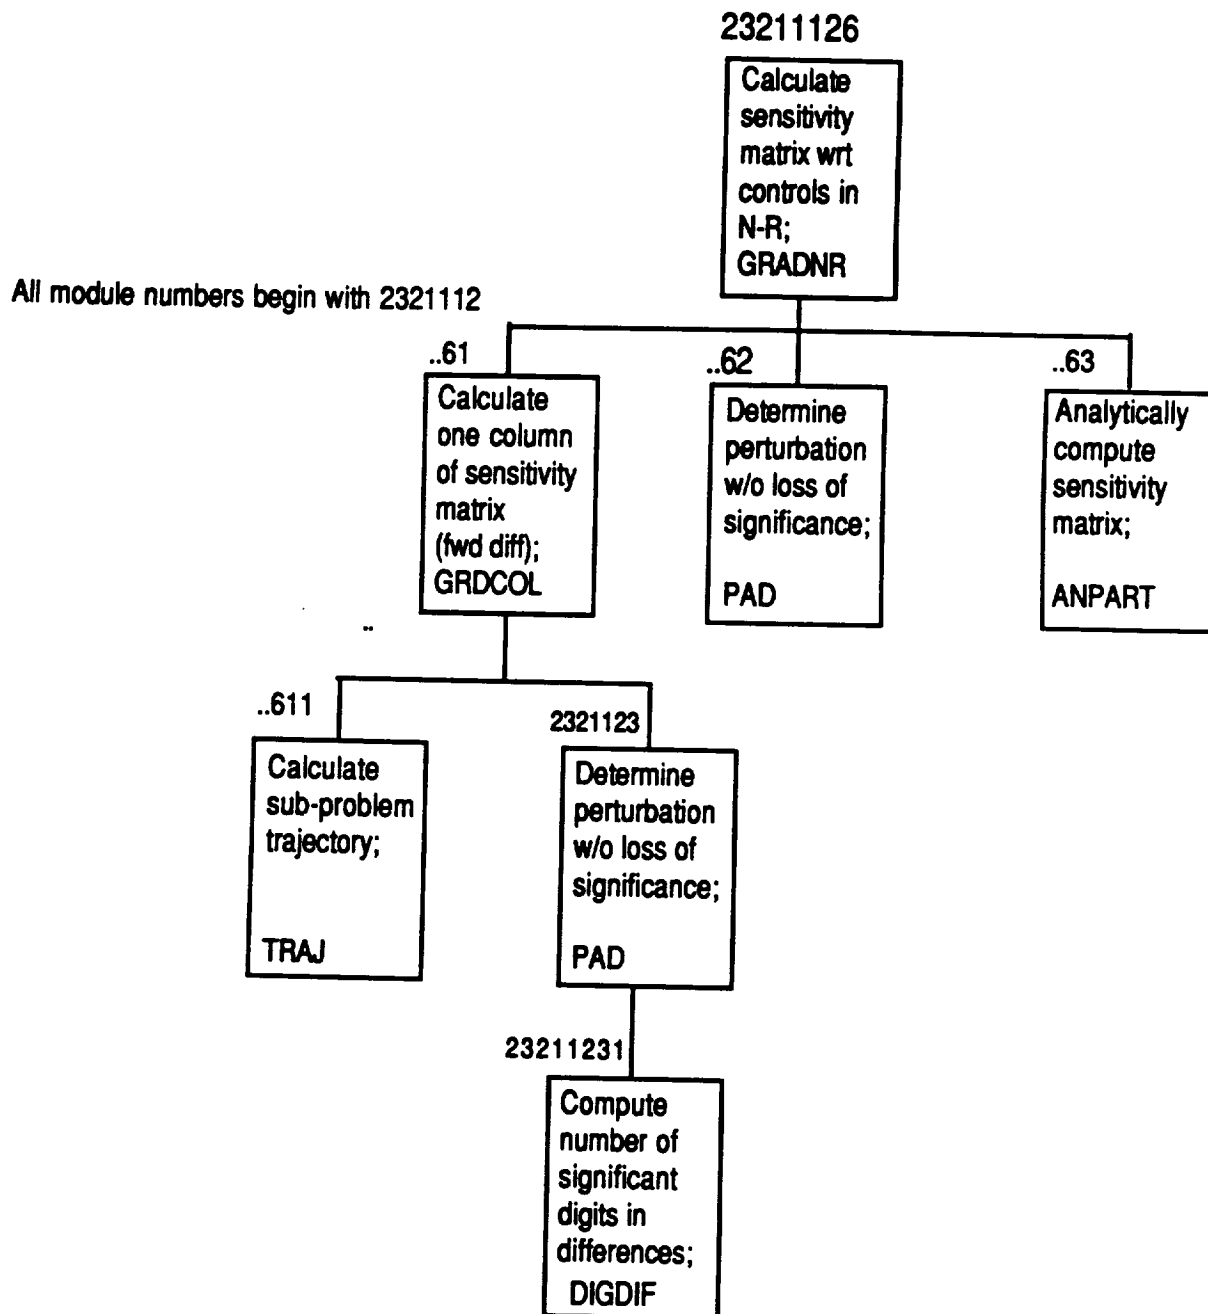 23211126
Calculate
sensitivity
matrix wrt
controls in
N-R;
GRADNR
All module numbers begin with 2321112
..61
Calculate
one column
of sensitivity
matrix
(fwd diff);
GRDCOL
..62
Determine
perturbation
w/o loss of
significance;
PAD
..63
Analytically
compute
sensitivity
matrix;
ANPART
..
..611
Calculate
sub-problem
trajectory;
TRAJ
2321123
Determine
perturbation
w/o loss of
significance;
PAD
23211231
Compute
number of
significant
digits in
differences;
DIGDIF